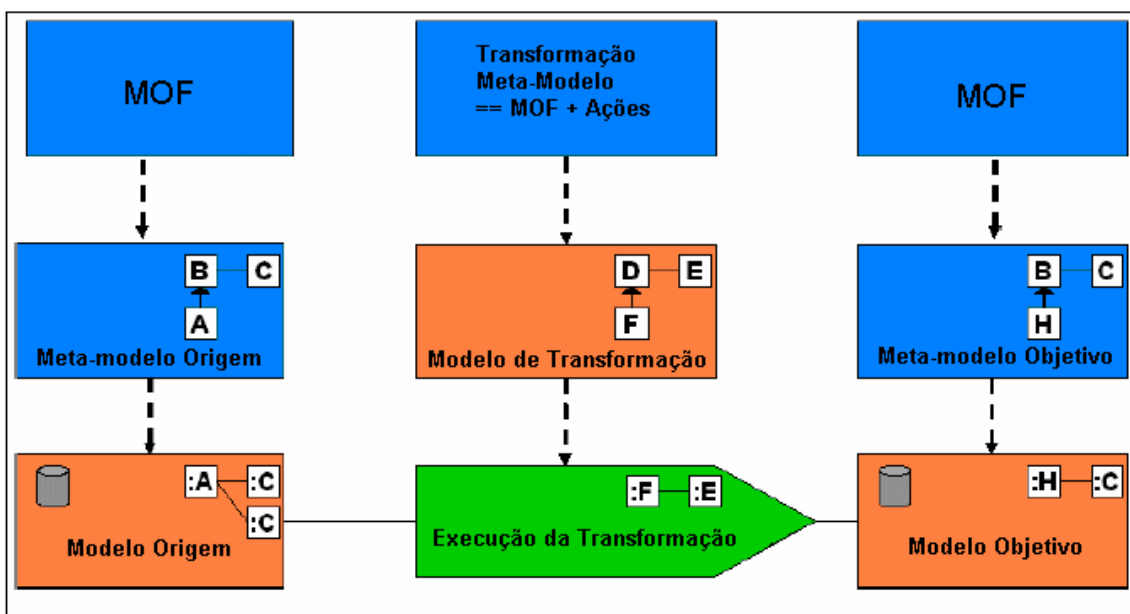 MOF
Transformação
Meta-Modelo
== MOF + Ações
MOF
B
C
A
Meta-modelo Origem
D
E
F
Modelo de Transformação
B
C
H
Meta-modelo Objetivo
:A
:C
:C
Modelo Origem
:F
:E
Execução da Transformação
:H
:C
Modelo Objetivo